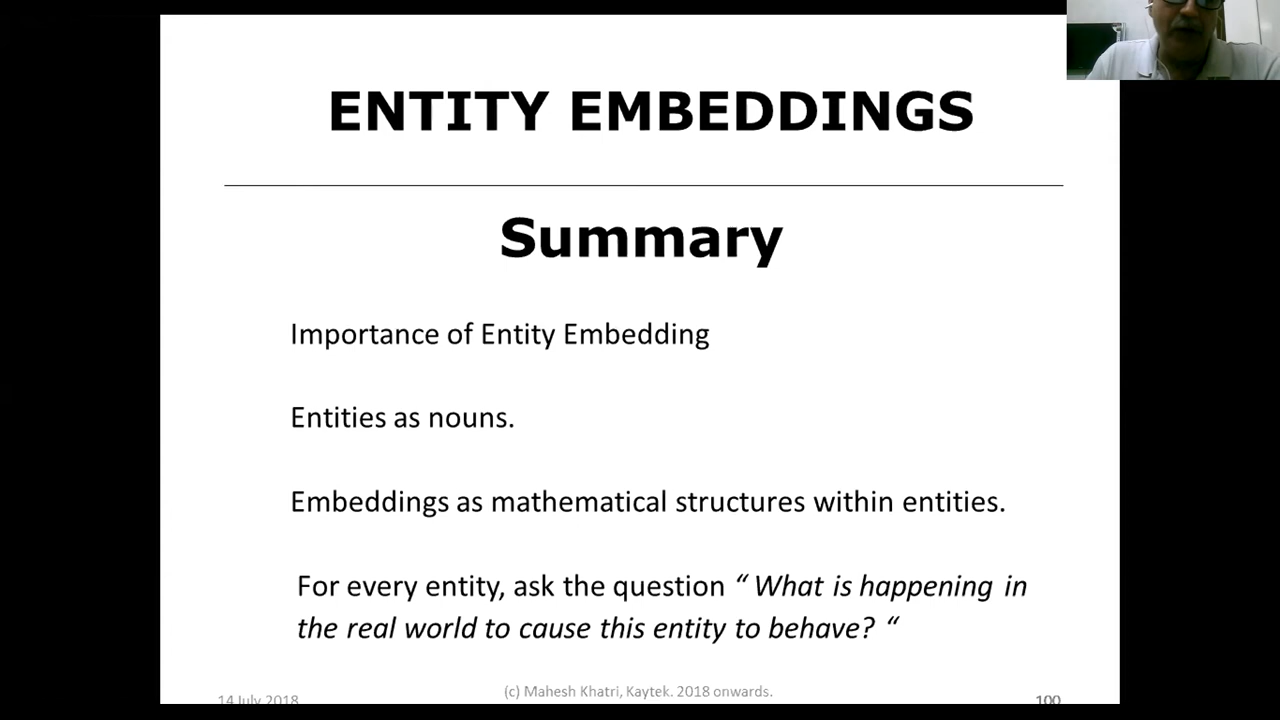 ENTITY EMBEDDINGS
Summary
Importance of Entity Embedding
Entities as nouns.
Embeddings as mathematical structures within entities.
For every entity, ask the question “ What is happening in
the real world to cause this entity to behave? “
(c) Mahesh Khatri, Kaytek. 2018 onwards.
14 July 2018
100